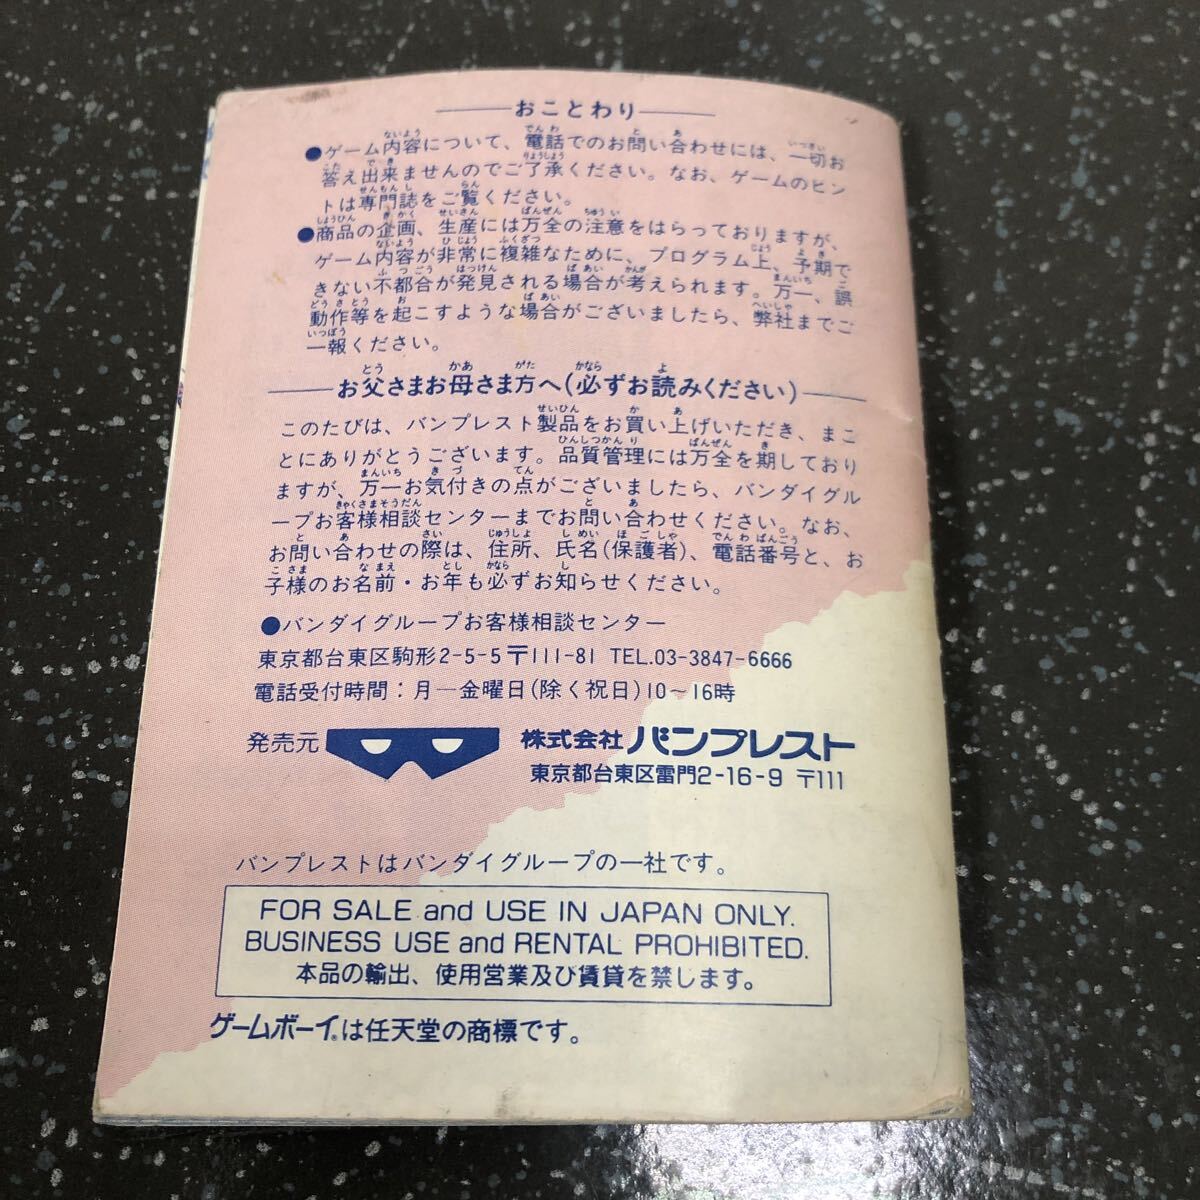 おことわり
●ゲーム内容について、電話でのお問い合わせには、一切お
答え出来ませんのでご了承ください。なお、ゲームのヒン
トは専門誌をご覧ください。
●商品の企画、生産には万全の注意をはらっておりますが、
ゲーム内容が非常に複雑なために、プログラム上、予期で
きない不都合が発見される場合が考えられます。万一、誤
動作等を起こすような場合がございましたら、弊社までご
一報ください。
お父さまお母さま方へ(必ずお読みください)
このたびは、バンプレスト製品をお買い上げいただき、まこ
とにありがとうございます。品質管理には万全を期しており
ますが、万一お気付きの点がございましたら、バンダイグル
ープお客様相談センターまでお問い合わせください。なお、
お問い合わせの際は、住所、氏名(保護者)、電話番号と、お
子様のお名前・お年も必ずお知らせください。
●バンダイグループお客様相談センター
東京都台東区駒形2-5-5〒111-81 TEL.03-3847-6666
電話受付時間：月―金曜日(除く祝日)10～16時
発売元 株式会社 バンプレスト
東京都台東区雷門2-16-9 〒111
バンプレストはバンダイグループの一社です。
FOR SALE and USE IN JAPAN ONLY.
BUSINESS USE and RENTAL PROHIBITED.
本品の輸出、使用営業及び賃貸を禁します。
ゲームボーイ®は任天堂の商標です。